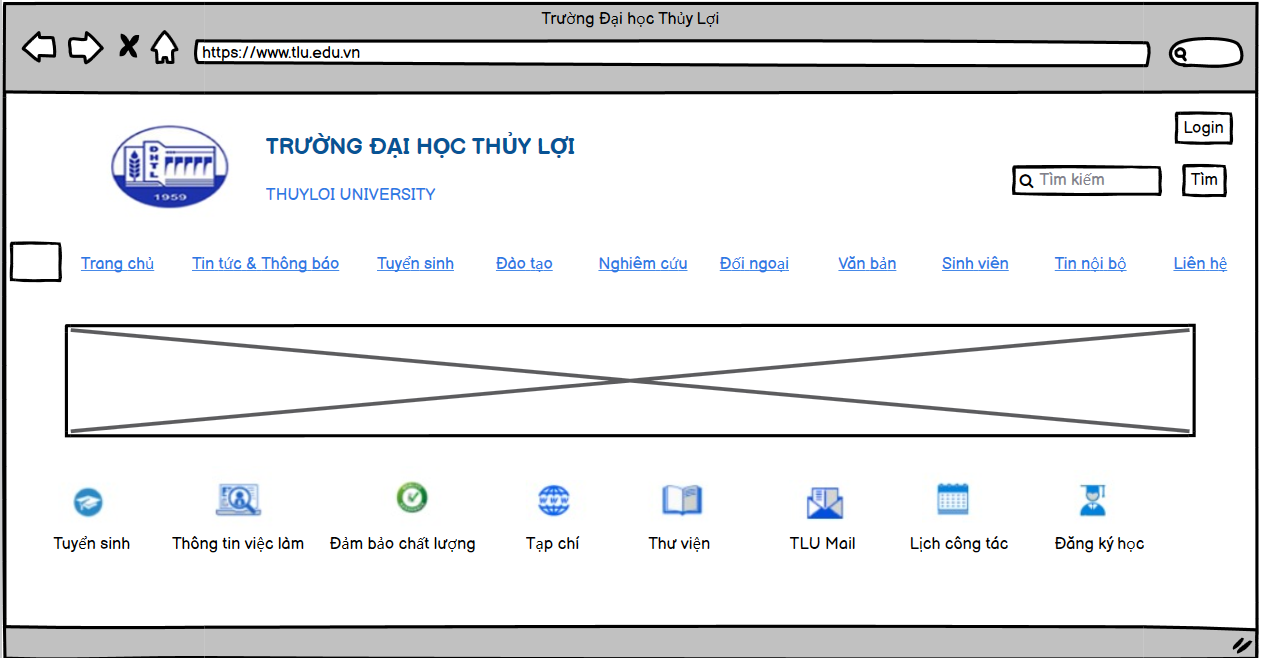 Trường Đại học Thủy Lợi
https://www.tlu.edu.vn
ĐHTL
1959
TRƯỜNG ĐẠI HỌC THỦY LỢI
THUYLOI UNIVERSITY
Login
Tìm kiếm
Tìm
Trang chủ
Tin tức & Thông báo
Tuyển sinh
Đào tạo
Nghiêm cứu
Đối ngoại
Văn bản
Sinh viên
Tin nội bộ
Liên hệ
WWW
Tuyển sinh
Thông tin việc làm
Đảm bảo chất lượng
Tạp chí
Thư viện
TLU Mail
Lịch công tác
Đăng ký học